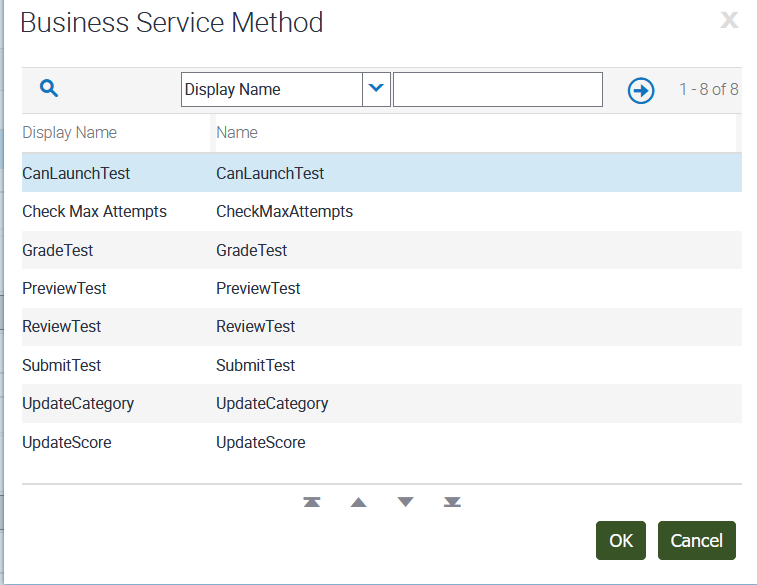 Business Service Method X
Display Name 1 - 8 of 8
Display Name Name
CanLaunchTest CanLaunchTest
Check Max Attempts CheckMaxAttempts
GradeTest GradeTest
PreviewTest PreviewTest
ReviewTest ReviewTest
SubmitTest SubmitTest
UpdateCategory UpdateCategory
UpdateScore UpdateScore
OK Cancel